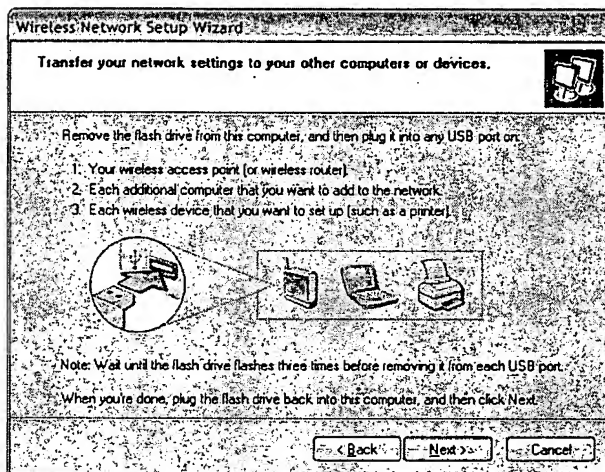 Wireless Network Setup Wizard
Transfer your network settings to your other computers or devices.
Remove the flash drive from this computer, and then plug it into any USB port on:
1. Your wireless access point (or wireless router).
2. Each additional computer that you want to add to the network.
3. Each wireless device that you want to set up (such as a printer).
Note: Wait until the flash drive flashes three times before removing it from each USB port.
When you're done, plug the flash drive back into this computer, and then click Next.
< Back Next > Cancel